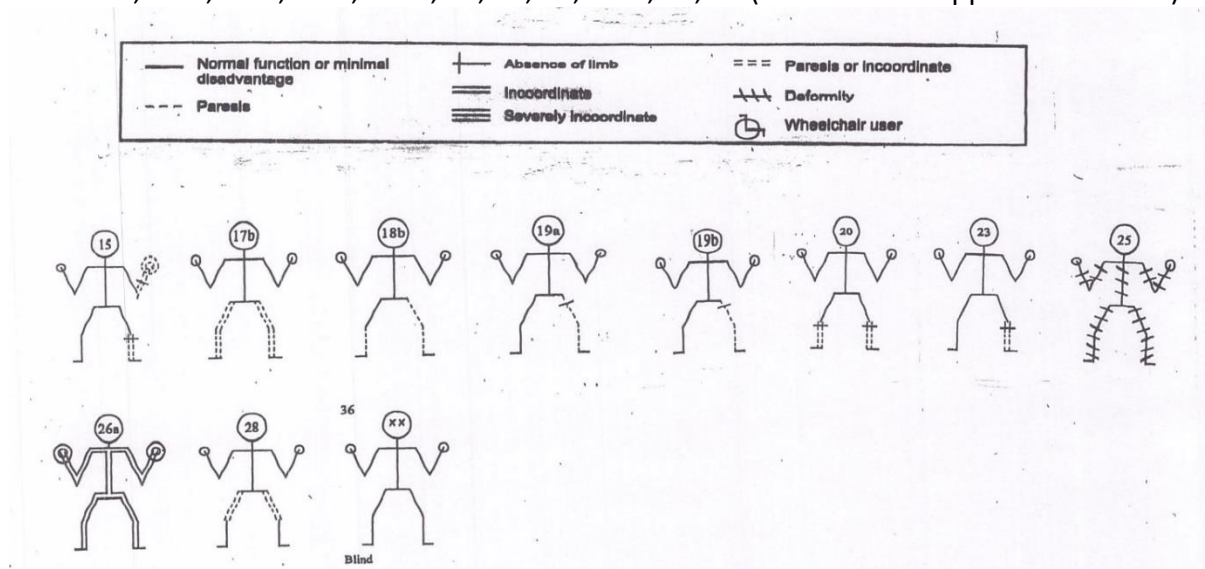 Normal function or minimal
disadvantage
Paresis
Absence of limb
Incoordinate
Severely Incoordinate
Paresis or incoordinate
Deformity
Wheelchair user
15
17b
18b
19a
19b
20
23
25
26a
28
36
xx
Blind